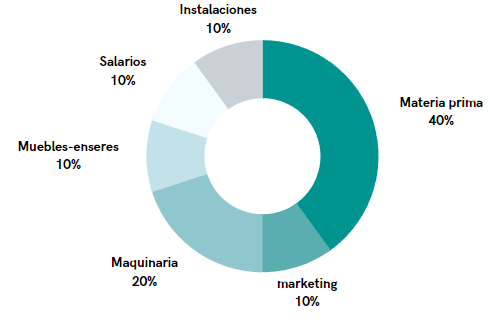 Instalaciones
10%
Salarios
10%
Materia prima
40%
Muebles-enseres
10%
Maquinaria
20%
marketing
10%